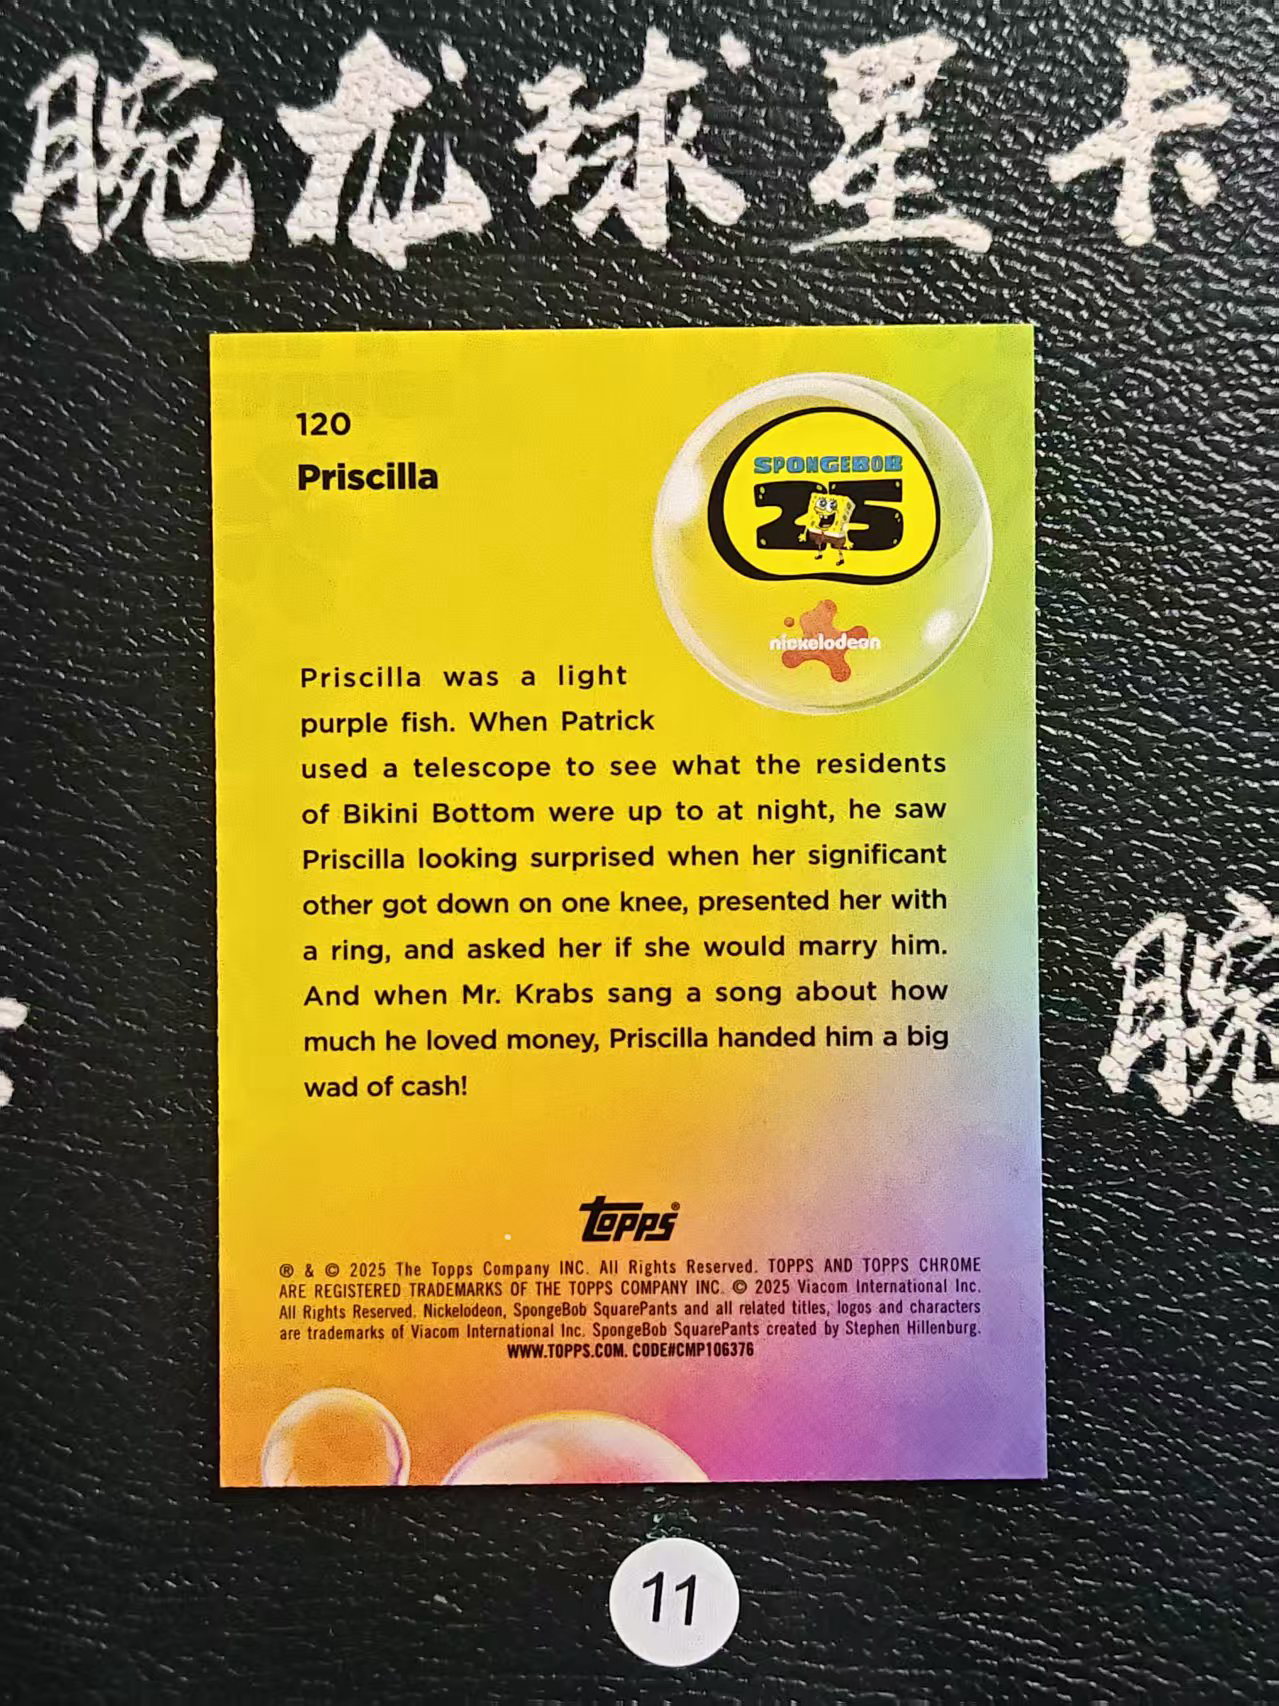 腕龙球星卡
120
Priscilla
SPONGEBOB
25
nickelodeon
Priscilla was a light
purple fish. When Patrick
used a telescope to see what the residents
of Bikini Bottom were up to at night, he saw
Priscilla looking surprised when her significant
other got down on one knee, presented her with
a ring, and asked her if she would marry him.
And when Mr. Krabs sang a song about how
much he loved money, Priscilla handed him a big
wad of cash!
腕
topps®
® & © 2025 The Topps Company INC. All Rights Reserved. TOPPS AND TOPPS CHROME
ARE REGISTERED TRADEMARKS OF THE TOPPS COMPANY INC. © 2025 Viacom International Inc.
All Rights Reserved. Nickelodeon, SpongeBob SquarePants and all related titles, logos and characters
are trademarks of Viacom International Inc. SpongeBob SquarePants created by Stephen Hillenburg.
WWW.TOPPS.COM. CODE#CMP106376
11